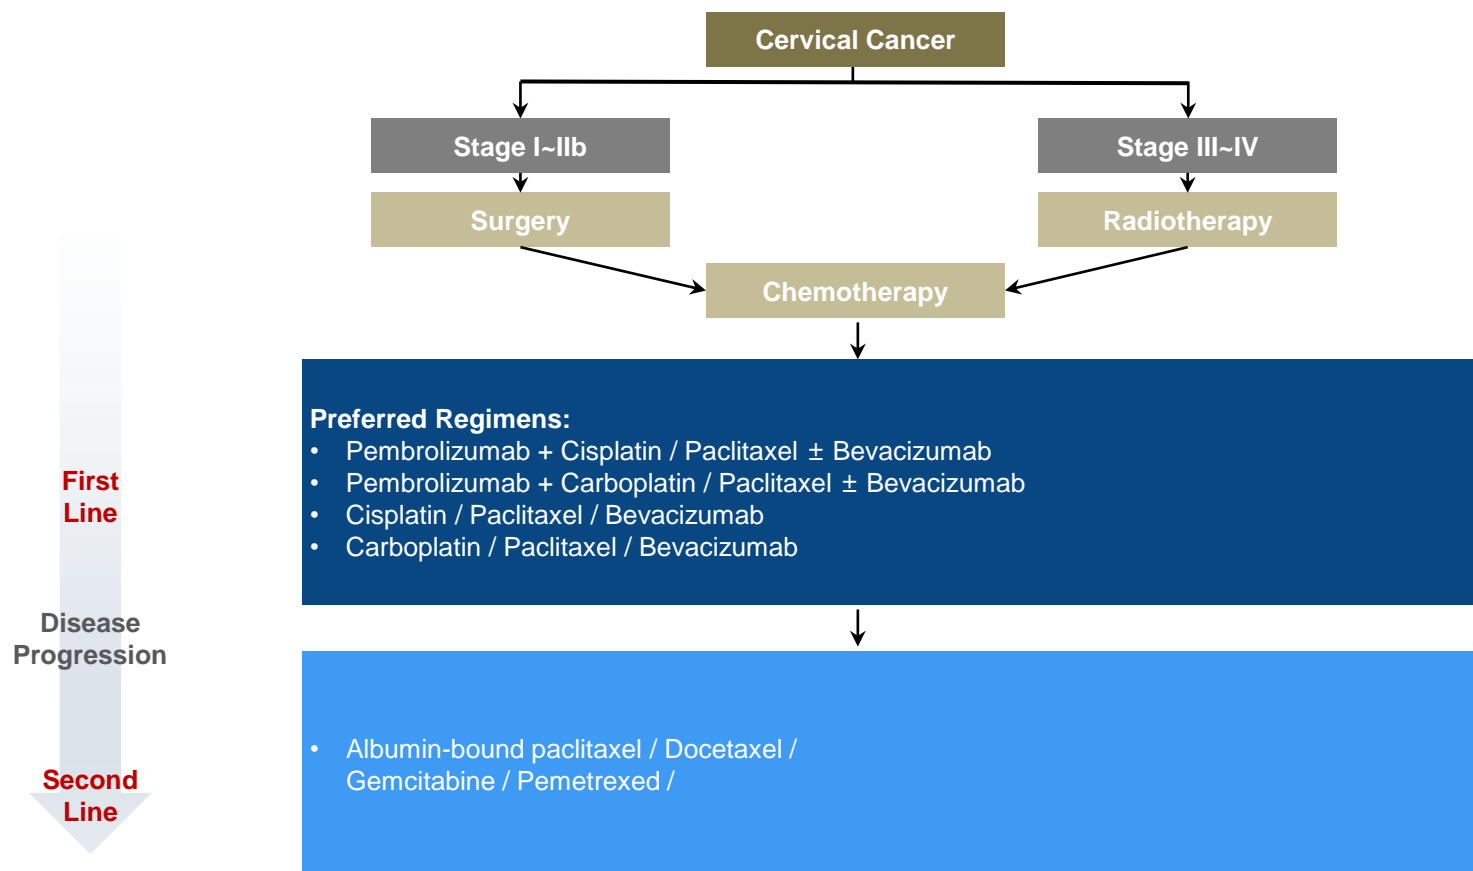 Cervical Cancer
Stage I~IIb
Stage III~IV
Surgery
Radiotherapy
Chemotherapy
Preferred Regimens:
• Pembrolizumab + Cisplatin / Paclitaxel ± Bevacizumab
• Pembrolizumab + Carboplatin / Paclitaxel ± Bevacizumab
• Cisplatin / Paclitaxel / Bevacizumab
• Carboplatin / Paclitaxel / Bevacizumab
First
Line
Disease
Progression
• Albumin-bound paclitaxel / Docetaxel /
Gemcitabine / Pemetrexed /
Second
Line